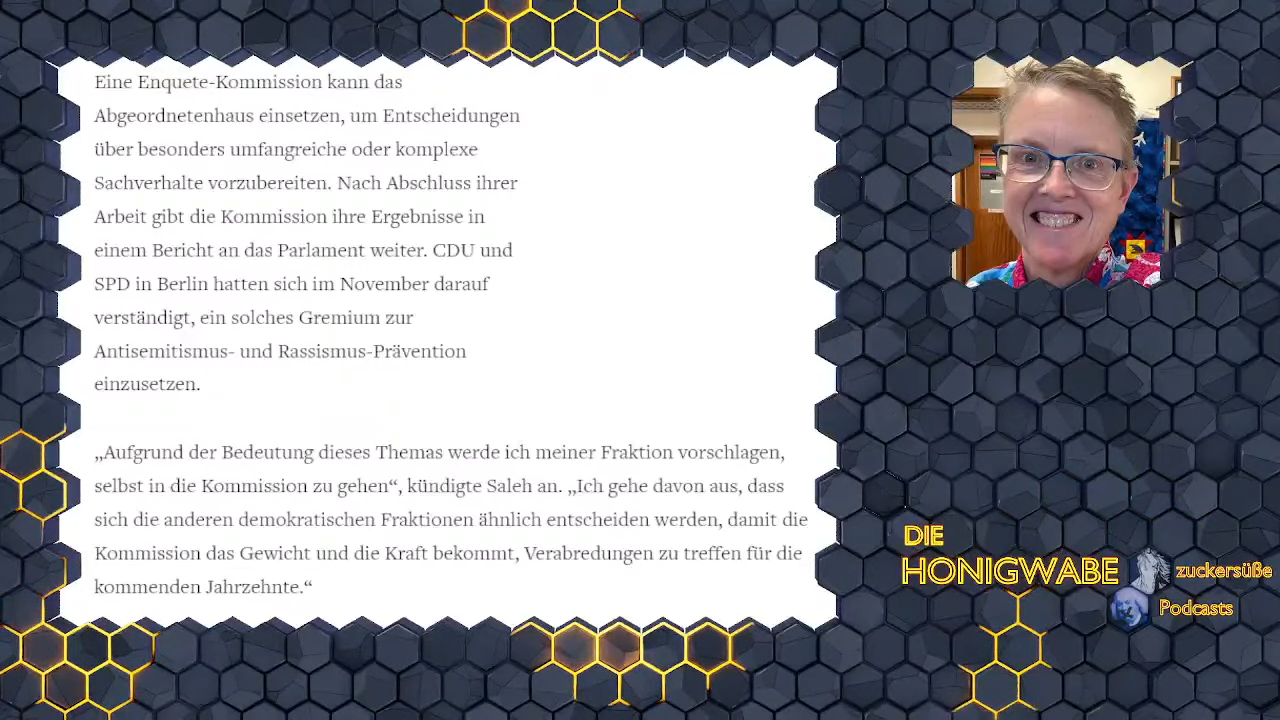 Eine Enquete-Kommission kann das
Abgeordnetenhaus einsetzen, um Entscheidungen
über besonders umfangreiche oder komplexe
Sachverhalte vorzubereiten. Nach Abschluss ihrer
Arbeit gibt die Kommission ihre Ergebnisse in
einem Bericht an das Parlament weiter. CDU und
SPD in Berlin hatten sich im November darauf
verständigt, ein solches Gremium zur
Antisemitismus- und Rassismus-Prävention
einzusetzen.
„Aufgrund der Bedeutung dieses Themas werde ich meiner Fraktion vorschlagen,
selbst in die Kommission zu gehen“, kündigte Saleh an. „Ich gehe davon aus, dass
sich die anderen demokratischen Fraktionen ähnlich entscheiden werden, damit die
Kommission das Gewicht und die Kraft bekommt, Verabredungen zu treffen für die
kommenden Jahrzehnte.“
DIE
HONIGWABE
zuckersüße
Podcasts